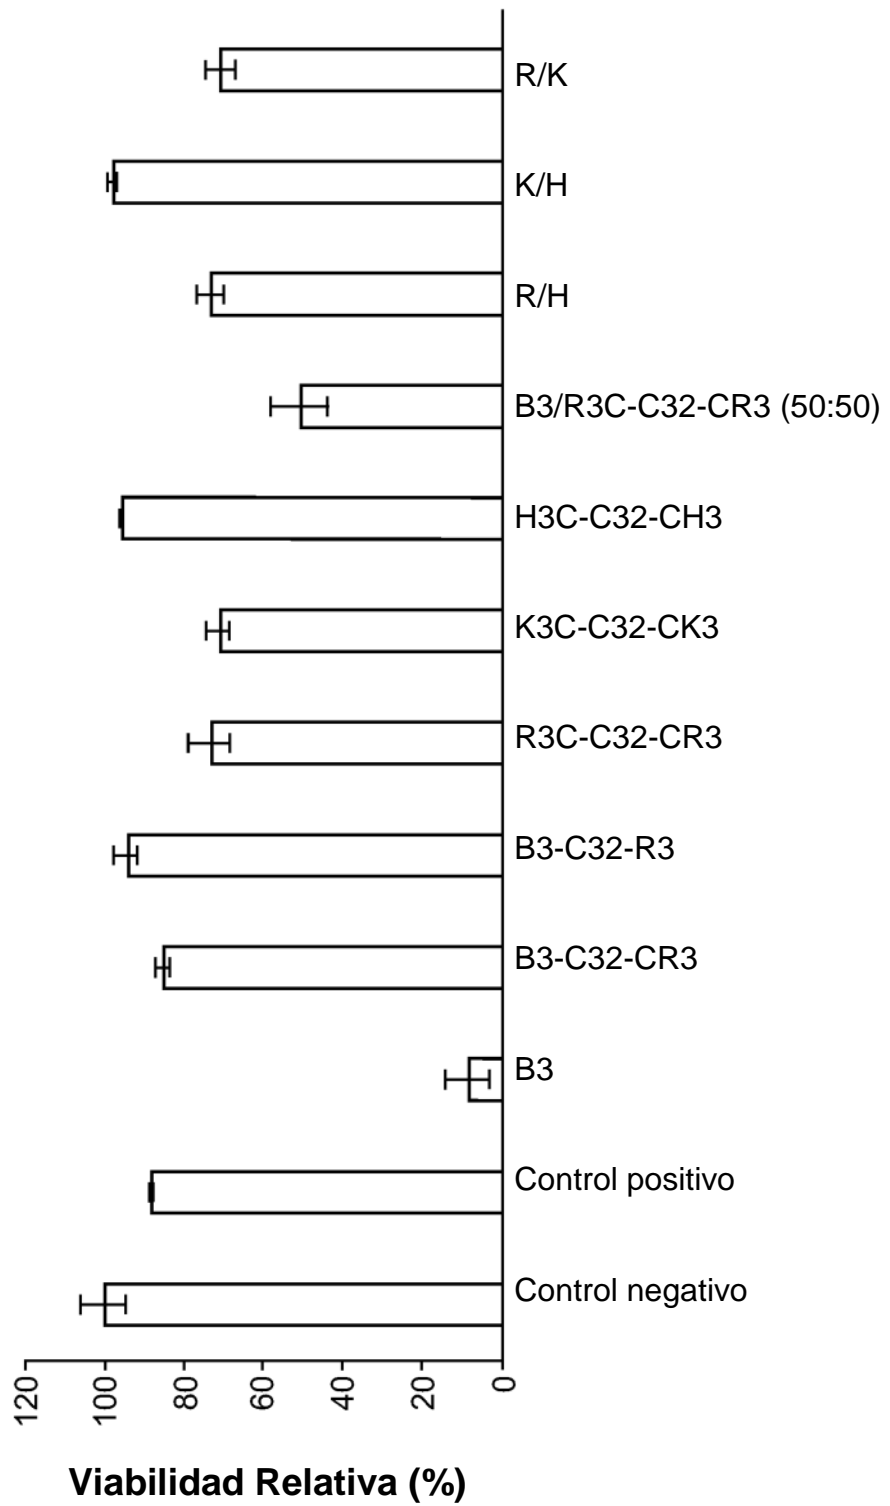 R/K
K/H
R/H
B3/R3C-C32-CR3 (50:50)
H3C-C32-CH3
K3C-C32-CK3
R3C-C32-CR3
B3-C32-R3
B3-C32-CR3
B3
Control positivo
Control negativo
120 100 80 60 40 20 0
Viabilidad Relativa (%)